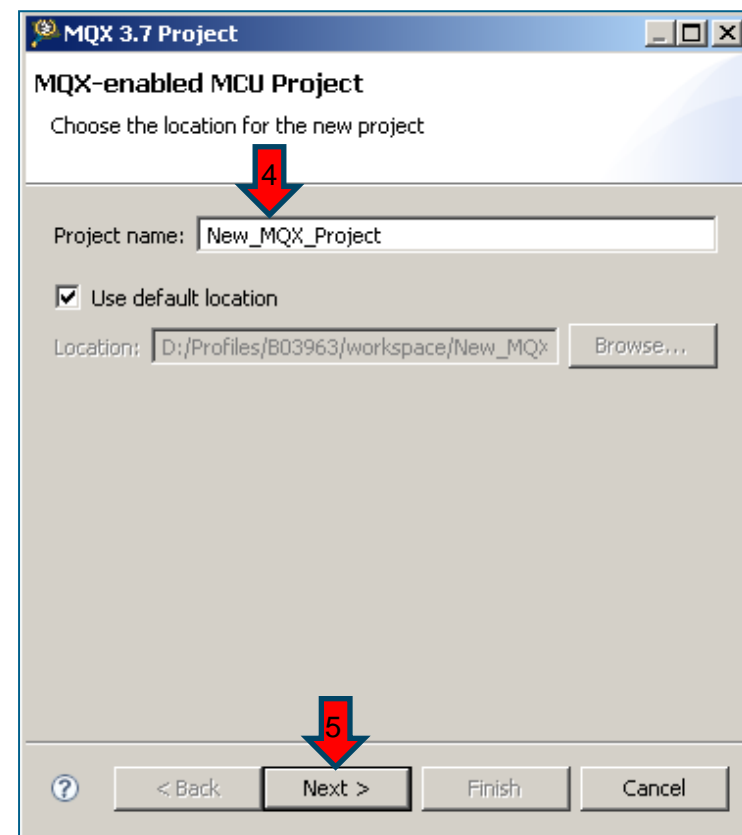 MQX 3.7 Project
MQX-enabled MCU Project
Choose the location for the new project
4
Project name: New_MQX_Project
Use default location
Location: D:/Profiles/B03963/workspace/New_MQX Browse...
5
? < Back Next > Finish Cancel